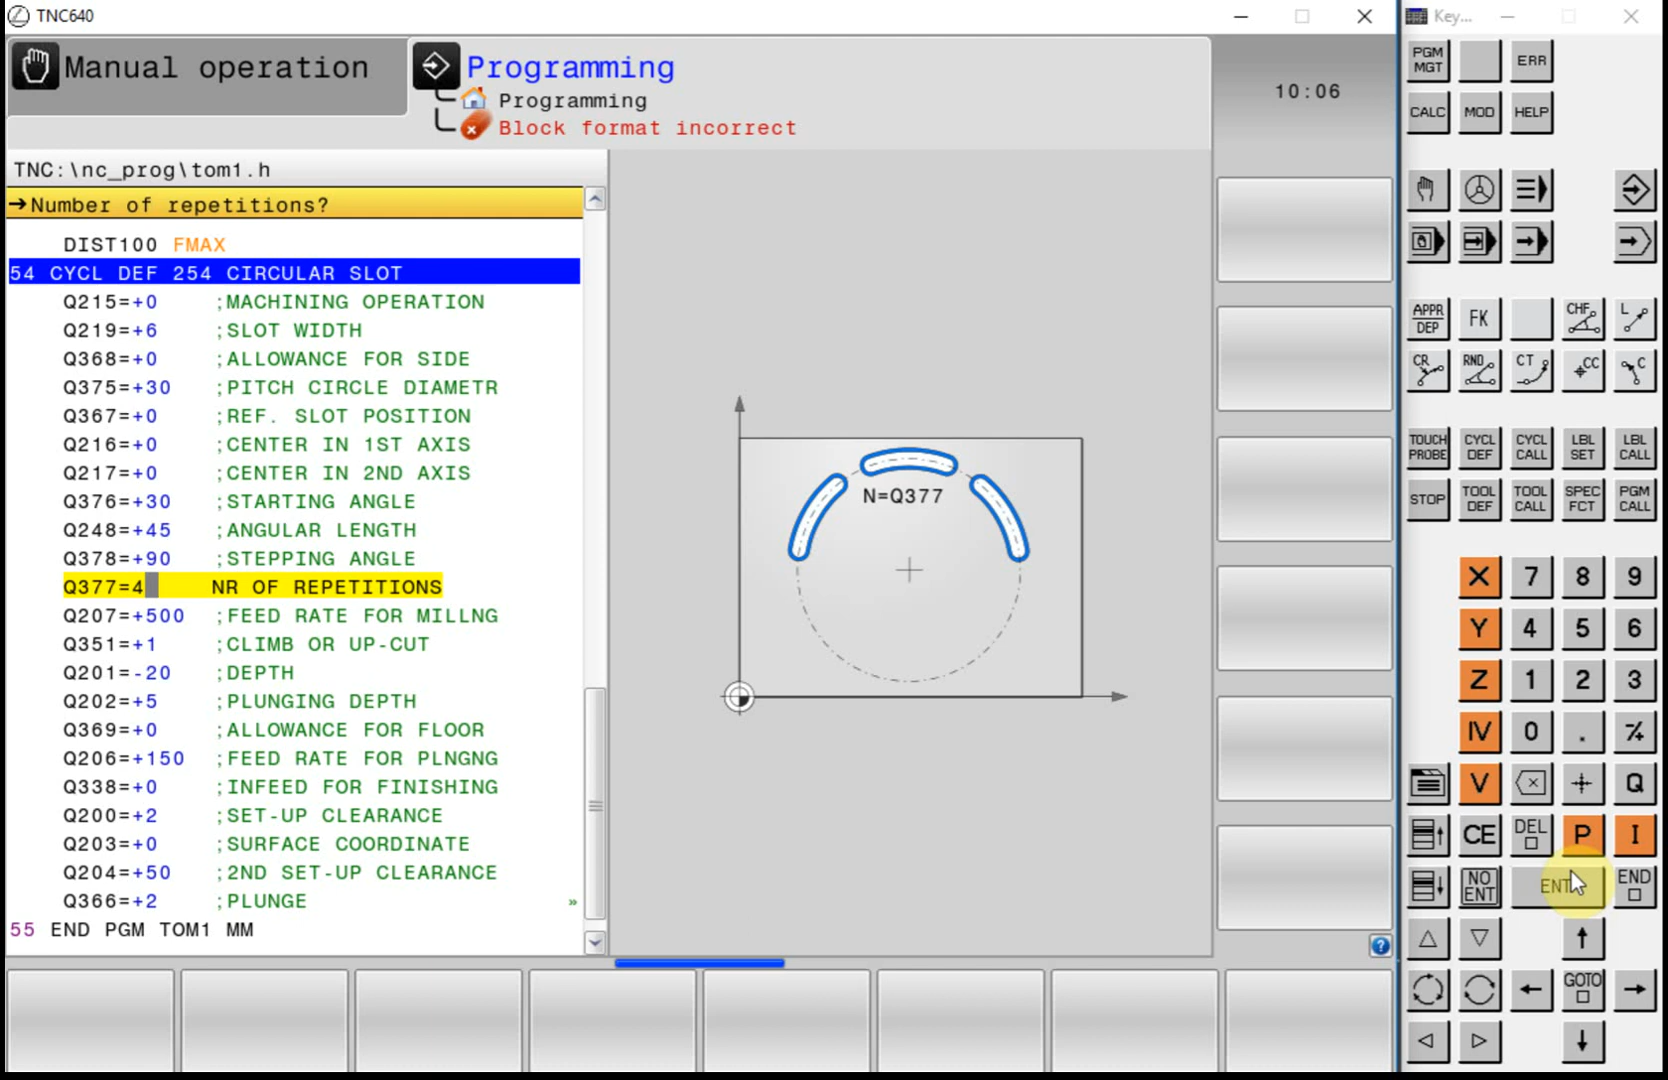 TNC640
Manual operation
Programming
Programming
Block format incorrect
10:06
TNC:\nc_prog\tom1.h
→Number of repetitions?
DIST100 FMAX
54 CYCL DEF 254 CIRCULAR SLOT
Q215=+0 ;MACHINING OPERATION
Q219=+6 ;SLOT WIDTH
Q368=+0 ;ALLOWANCE FOR SIDE
Q375=+30 ;PITCH CIRCLE DIAMETR
Q367=+0 ;REF. SLOT POSITION
Q216=+0 ;CENTER IN 1ST AXIS
Q217=+0 ;CENTER IN 2ND AXIS
Q376=+30 ;STARTING ANGLE
Q248=+45 ;ANGULAR LENGTH
Q378=+90 ;STEPPING ANGLE
Q377=4 NR OF REPETITIONS
Q207=+500 ;FEED RATE FOR MILLNG
Q351=+1 ;CLIMB OR UP-CUT
Q201=-20 ;DEPTH
Q202=+5 ;PLUNGING DEPTH
Q369=+0 ;ALLOWANCE FOR FLOOR
Q206=+150 ;FEED RATE FOR PLNGNG
Q338=+0 ;INFEED FOR FINISHING
Q200=+2 ;SET-UP CLEARANCE
Q203=+0 ;SURFACE COORDINATE
Q204=+50 ;2ND SET-UP CLEARANCE
Q366=+2 ;PLUNGE »
55 END PGM TOM1 MM
N=Q377
?
Key...
PGM MGT
ERR
CALC MOD HELP
APPR DEP
FK
CHF
L
CR
RND
CT
CC
C
TOUCH PROBE
CYCL DEF
CYCL CALL
LBL SET
LBL CALL
STOP
TOOL DEF
TOOL CALL
SPEC FCT
PGM CALL
X 7 8 9
Y 4 5 6
Z 1 2 3
IV 0 . ⁻/₊
V
Q
CE
DEL
P
I
NO ENT
ENT
END
GOTO